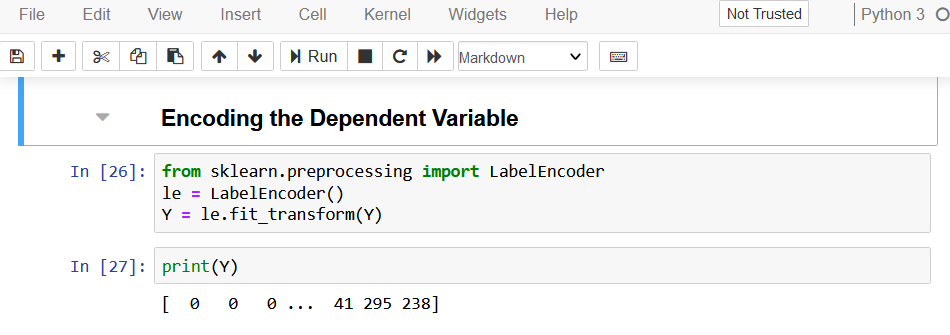 File Edit View Insert Cell Kernel Widgets Help Not Trusted Python 3
Run Markdown
Encoding the Dependent Variable
In [26]: from sklearn.preprocessing import LabelEncoder
le = LabelEncoder()
Y = le.fit_transform(Y)
In [27]: print(Y)
[  0   0   0 ...  41 295 238]